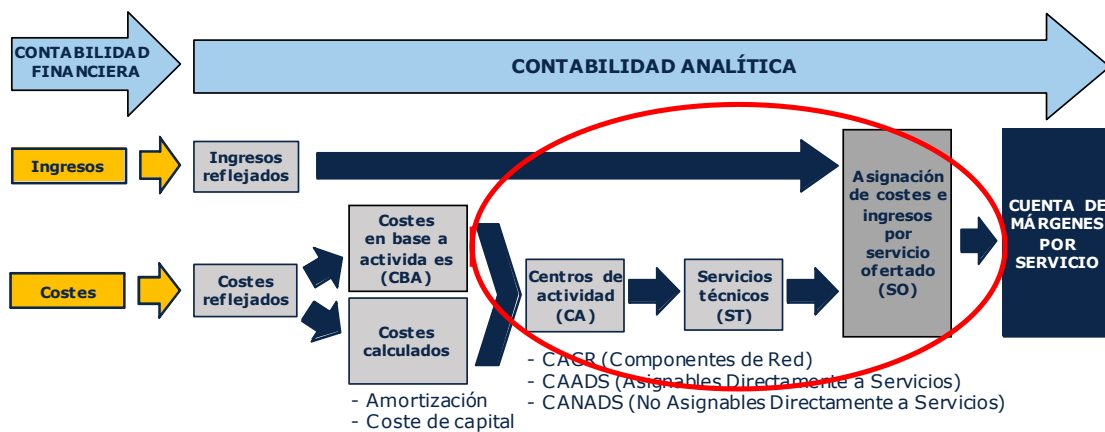 CONTABILIDAD
FINANCIERA
CONTABILIDAD ANALÍTICA
Ingresos
Ingresos
reflejados
Asignación
de costes e
ingresos
por
servicio
ofertado
(SO)
CUENTA DE
MÁRGENES
POR
SERVICIO
Costes
Costes
reflejados
Costes
en base a
activida es
(CBA)
Costes
calculados
Centros de
actividad
(CA)
Servicios
técnicos
(ST)
- Amortización
- Coste de capital
- CACR (Componentes de Red)
- CAADS (Asignables Directamente a Servicios)
- CANADS (No Asignables Directamente a Servicios)